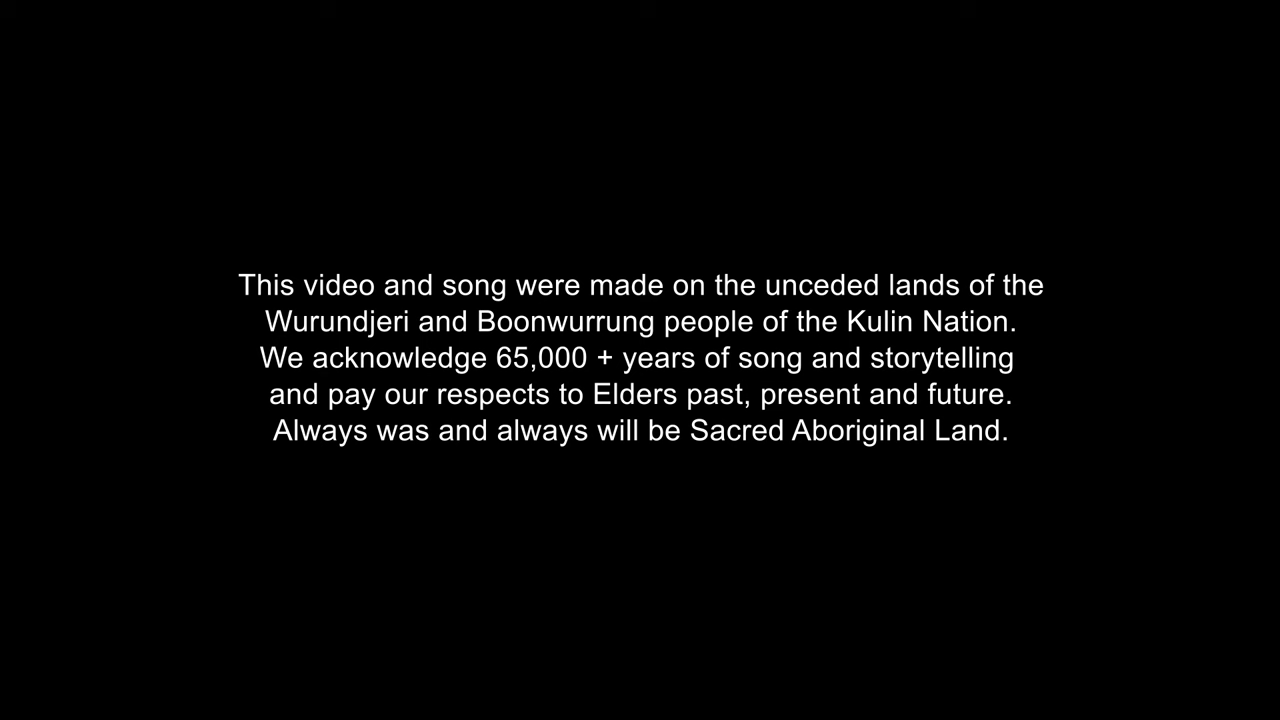 This video and song were made on the unceded lands of the
Wurundjeri and Boonwurrung people of the Kulin Nation.
We acknowledge 65,000 + years of song and storytelling
and pay our respects to Elders past, present and future.
Always was and always will be Sacred Aboriginal Land.